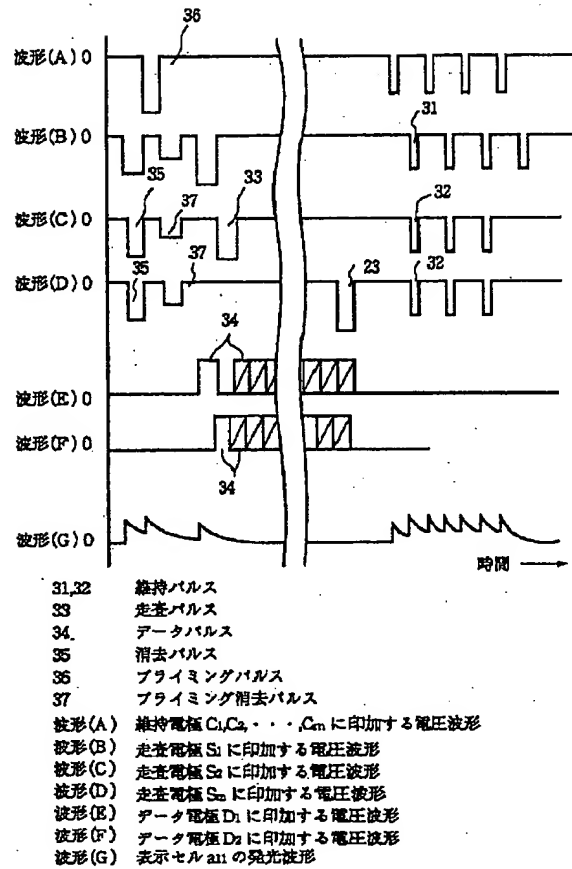 36
波形(A) 0
31
波形(B) 0
35
37
33
32
波形(C) 0
35
37
23
32
波形(D) 0
34
波形(E) 0
波形(F) 0
34
波形(G) 0
時間
31,32 維持パルス
33 走査パルス
34 データパルス
35 消去パルス
36 プライミングパルス
37 プライミング消去パルス
波形(A) 維持電極 C1,C2,・・・,Cm に印加する電圧波形
波形(B) 走査電極 S1 に印加する電圧波形
波形(C) 走査電極 S2 に印加する電圧波形
波形(D) 走査電極 Sm に印加する電圧波形
波形(E) データ電極 D1 に印加する電圧波形
波形(F) データ電極 D2 に印加する電圧波形
波形(G) 表示セル a11 の発光波形